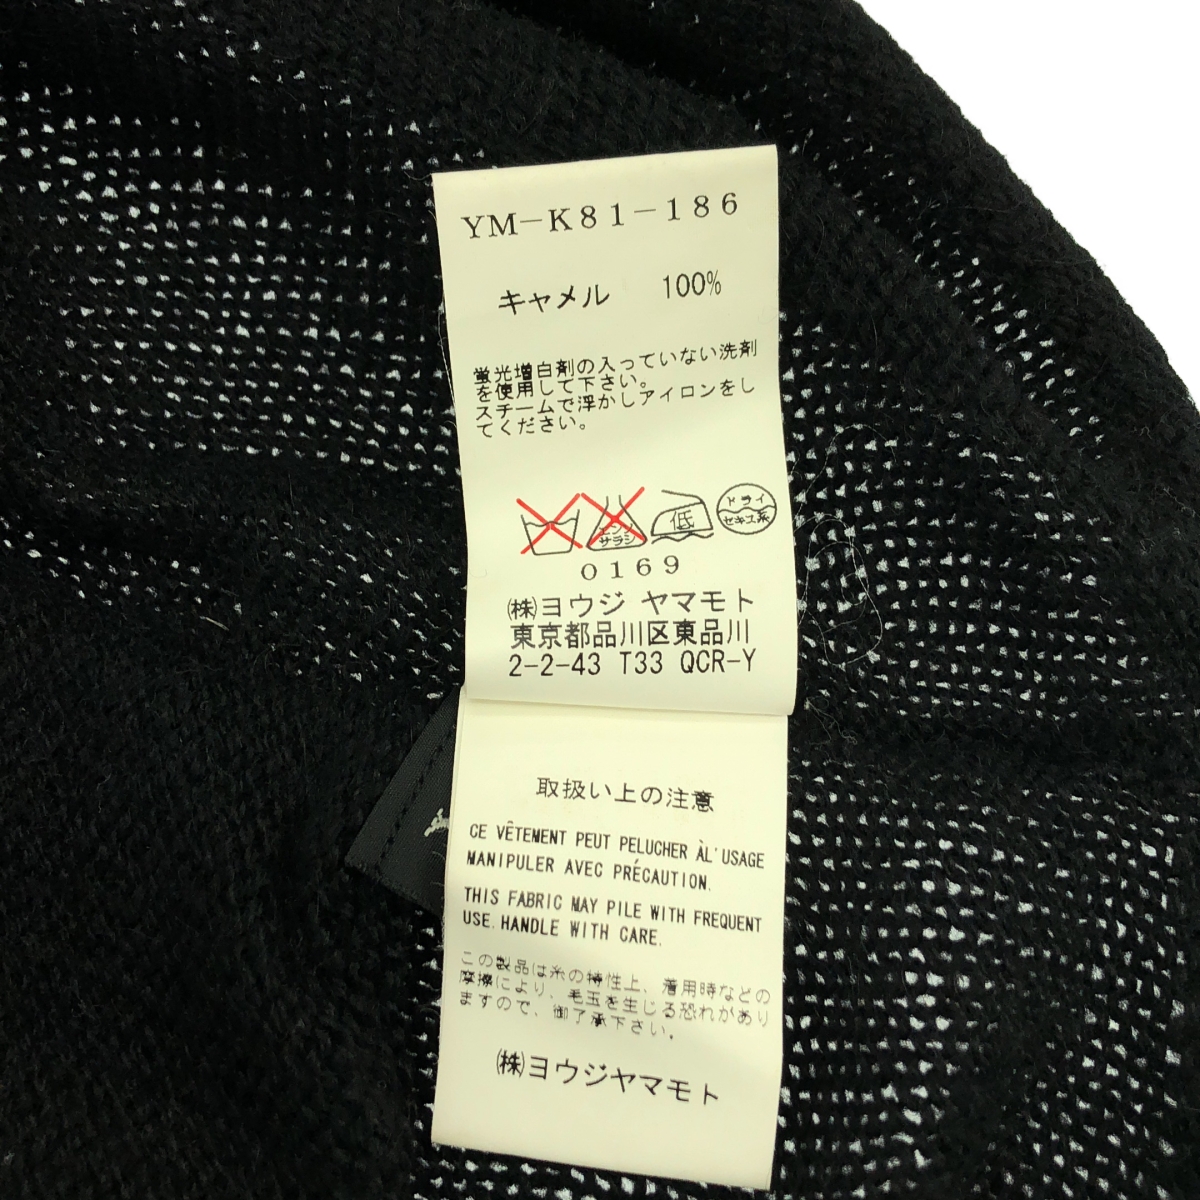 YM-K81-186
キャメル 100%
蛍光増白剤の入っていない洗剤
を使用して下さい。
スチームで浮かしアイロンをし
てください。
エンソ
サラシ
低
ドライ
セキユ系
0169
㈱ヨウジ ヤマモト
東京都品川区東品川
2-2-43 T33 QCR-Y
取扱い上の注意
CE VÊTEMENT PEUT PELUCHER ÀL'USAGE
MANIPULER AVEC PRÉCAUTION.
THIS FABRIC MAY PILE WITH FREQUENT
USE. HANDLE WITH CARE.
この製品は糸の特性上、着用時などの
摩擦により、毛玉を生じる恐れがあり
ますので、御了承下さい。
㈱ヨウジヤマモト